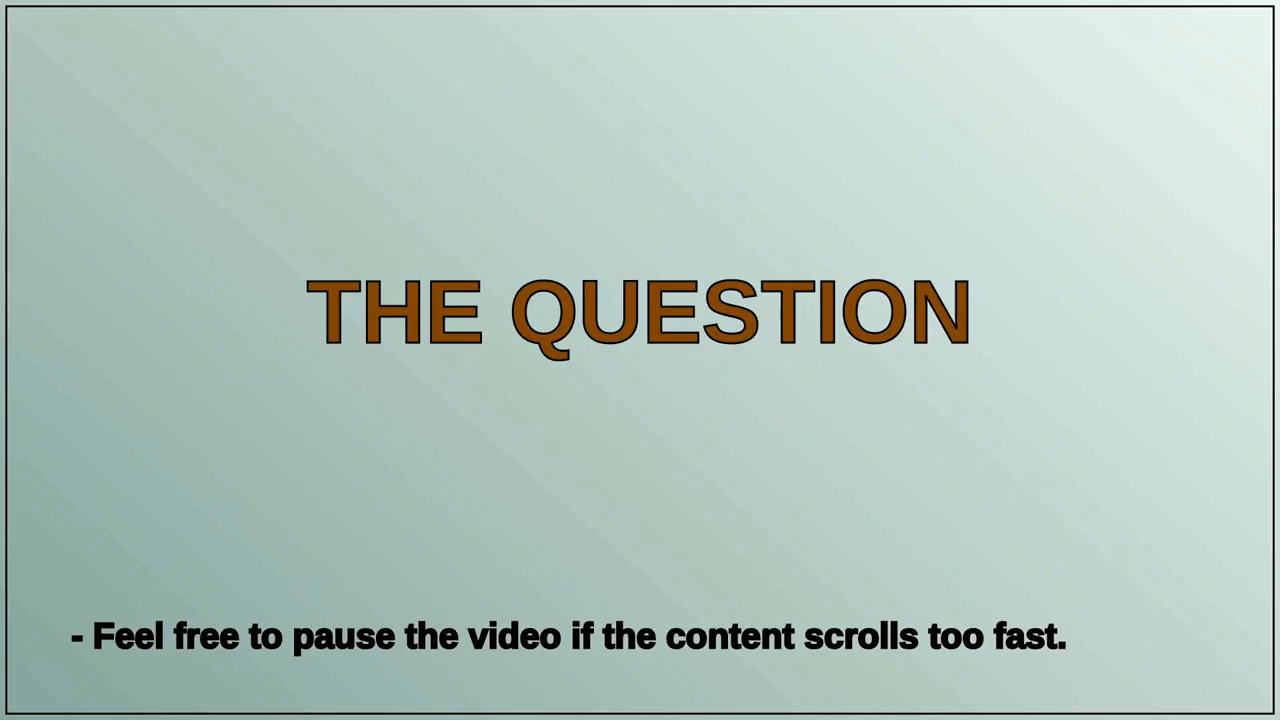 THE QUESTION
- Feel free to pause the video if the content scrolls too fast.